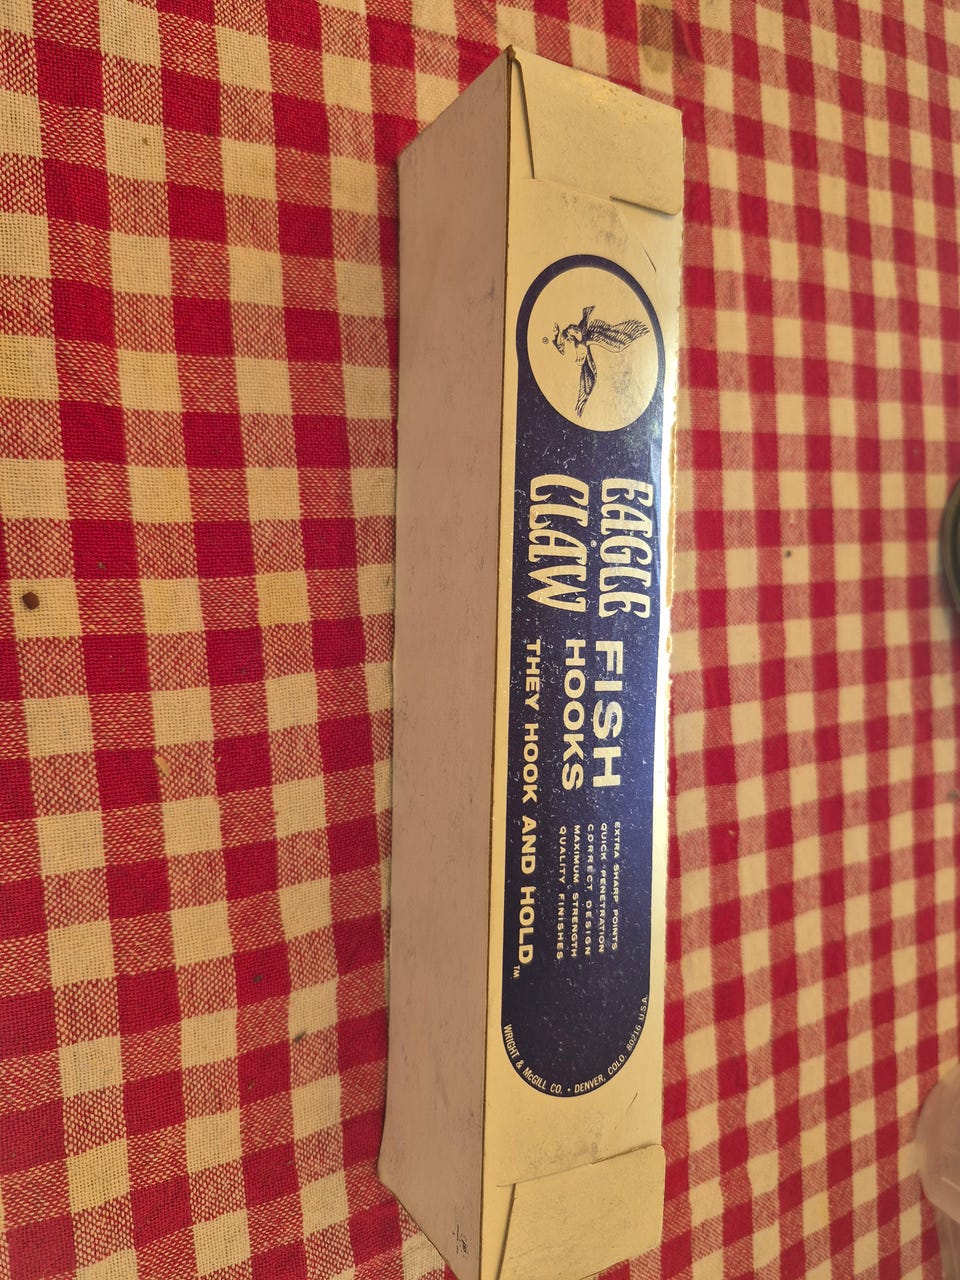 ®
EAGLE
CLAW®
FISH
HOOKS
THEY HOOK AND HOLD™
EXTRA SHARP POINTS
QUICK PENETRATION
CORRECT DESIGN
MAXIMUM STRENGTH
QUALITY FINISHES
WRIGHT & McGILL CO. • DENVER, COLO. 80216 U.S.A.